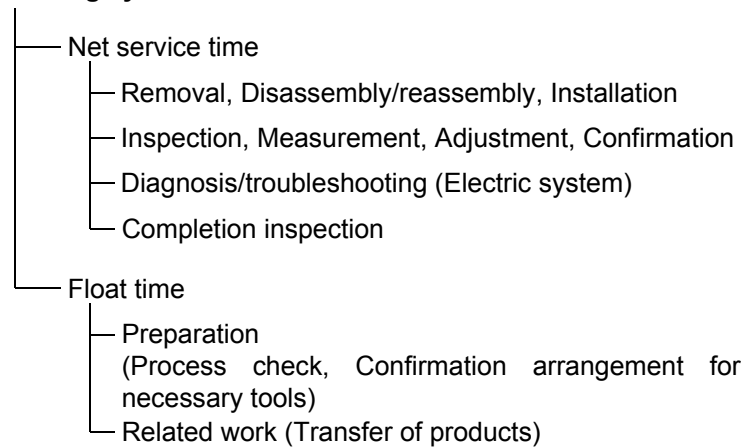 Net service time
Removal, Disassembly/reassembly, Installation
Inspection, Measurement, Adjustment, Confirmation
Diagnosis/troubleshooting (Electric system)
Completion inspection
Float time
Preparation
(Process check, Confirmation arrangement for
necessary tools)
Related work (Transfer of products)